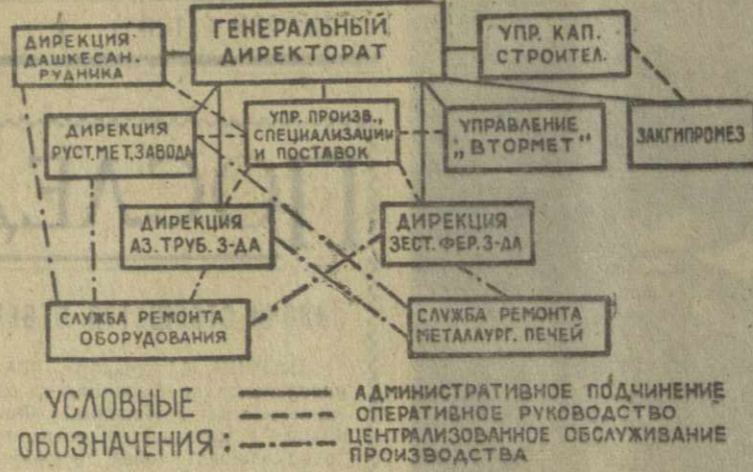 ДИРЕКЦИЯ
ДАШКЕСАН.
РУДНИКА
ГЕНЕРАЛЬНЫЙ
ДИРЕКТОРАТ
УПР. КАП.
СТРОИТЕЛ.
ДИРЕКЦИЯ
РУСТ.МЕТ.ЗАВОДА
УПР. ПРОИЗВ.,
СПЕЦИАЛИЗАЦИИ
И ПОСТАВОК
УПРАВЛЕНИЕ
„ВТОРМЕТ"
ЗАКГИПРОМЕЗ
ДИРЕКЦИЯ
АЗ. ТРУБ. З-ДА
ДИРЕКЦИЯ
ЗЕСТ. ФЕР. З-ДА
СЛУЖБА РЕМОНТА
ОБОРУДОВАНИЯ
СЛУЖБА РЕМОНТА
МЕТАЛЛУРГ. ПЕЧЕЙ
УСЛОВНЫЕ
ОБОЗНАЧЕНИЯ:
АДМИНИСТРАТИВНОЕ ПОДЧИНЕНИЕ
ОПЕРАТИВНОЕ РУКОВОДСТВО
ЦЕНТРАЛИЗОВАННОЕ ОБСЛУЖИВАНИЕ
ПРОИЗВОДСТВА